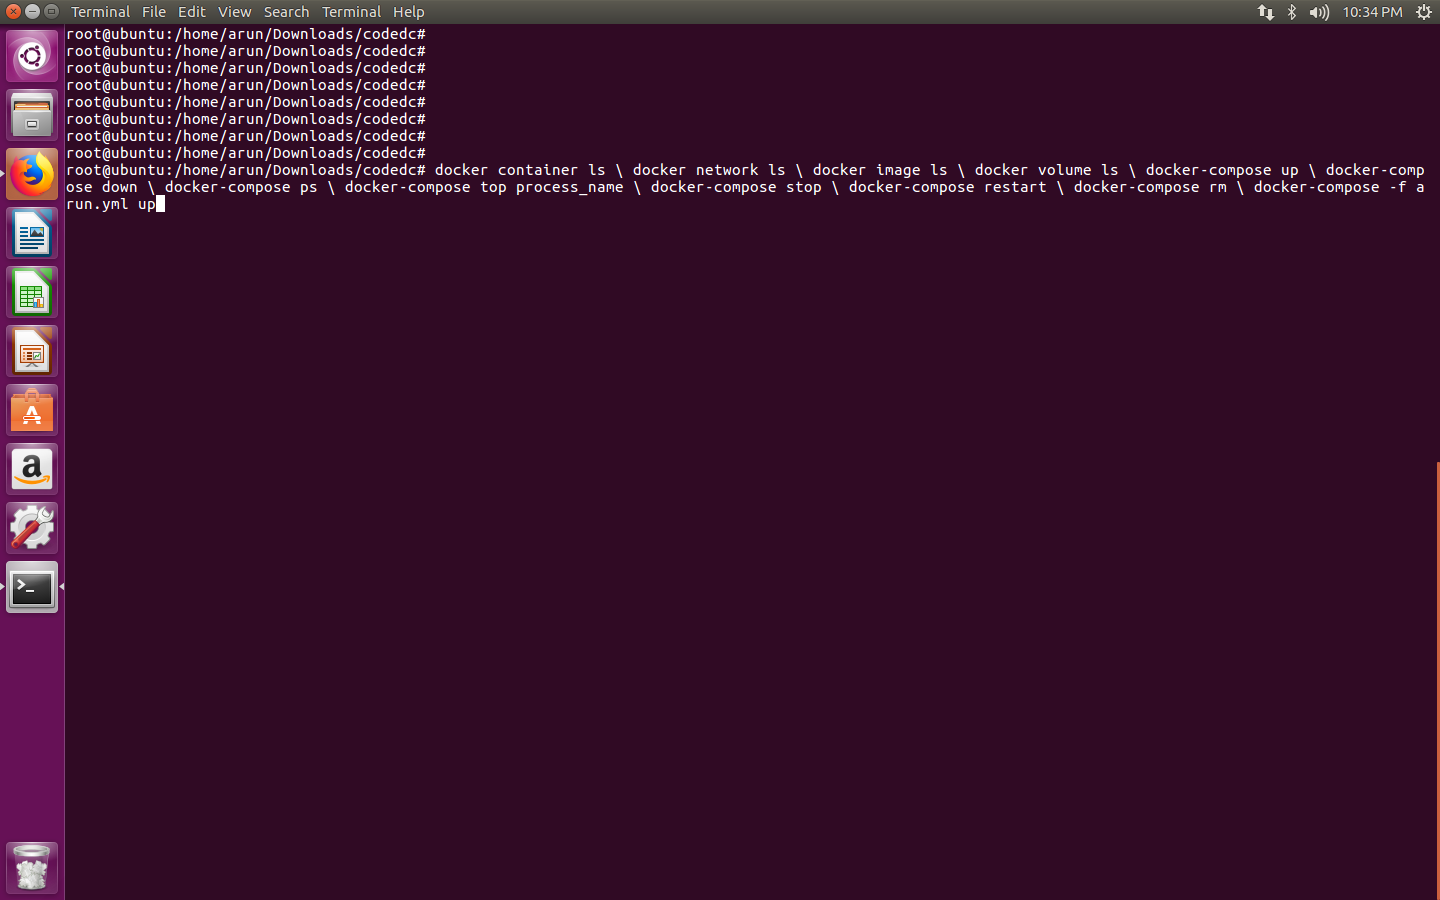 Terminal File Edit View Search Terminal Help 10:34 PM
root@ubuntu:/home/arun/Downloads/codedc#
root@ubuntu:/home/arun/Downloads/codedc#
root@ubuntu:/home/arun/Downloads/codedc#
root@ubuntu:/home/arun/Downloads/codedc#
root@ubuntu:/home/arun/Downloads/codedc#
root@ubuntu:/home/arun/Downloads/codedc#
root@ubuntu:/home/arun/Downloads/codedc#
root@ubuntu:/home/arun/Downloads/codedc#
root@ubuntu:/home/arun/Downloads/codedc# docker container ls \ docker network ls \ docker image ls \ docker volume ls \ docker-compose up \ docker-comp
ose down \ docker-compose ps \ docker-compose top process_name \ docker-compose stop \ docker-compose restart \ docker-compose rm \ docker-compose -f a
run.yml up